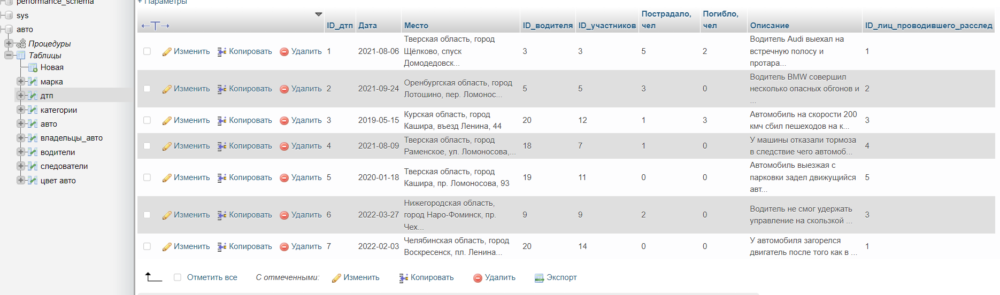 performance_schema
sys
авто
Процедуры
Таблицы
Новая
марка
дтп
категории
авто
владельцы_авто
водители
следователи
цвет авто
+ Параметры
←T→ ID_дтп Дата Место ID_водителя ID_участников Пострадало, чел Погибло, чел Описание ID_лиц_проводившего_расслед
Изменить Копировать Удалить 1 2021-08-06 Тверская область, город Щёлково, спуск Домодедовск... 3 3 5 2 Водитель Audi выехал на встречную полосу и протара... 1
Изменить Копировать Удалить 2 2021-09-24 Оренбургская область, город Лотошино, пер. Ломонос... 5 5 3 0 Водитель BMW совершил несколько опасных обгонов и ... 2
Изменить Копировать Удалить 3 2019-05-15 Курская область, город Кашира, въезд Ленина, 44 20 12 1 3 Автомобиль на скорости 200 кмч сбил пешеходов на к... 3
Изменить Копировать Удалить 4 2021-08-09 Тверская область, город Раменское, ул. Ломоносова,... 18 7 1 0 У машины отказали тормоза в следствие чего автомоб... 4
Изменить Копировать Удалить 5 2020-01-18 Тверская область, город Кашира, пр. Ломоносова, 93 19 11 0 0 Автомобиль выезжая с парковки задел движущийся авт... 5
Изменить Копировать Удалить 6 2022-03-27 Нижегородская область, город Наро-Фоминск, пр. Чех... 9 9 2 0 Водитель не смог удержать управление на скользкой ... 3
Изменить Копировать Удалить 7 2022-02-03 Челябинская область, город Воскресенск, пл. Ленина... 20 14 0 0 У автомобиля загорелся двигатель после того как в ... 1
Отметить все С отмеченными: Изменить Копировать Удалить Экспорт